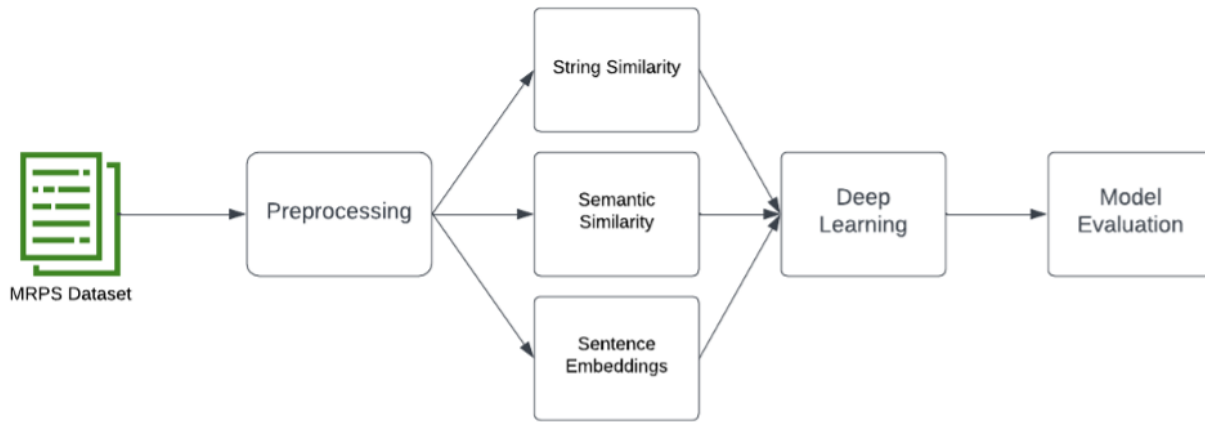 MRPS Dataset
Preprocessing
String Similarity
Semantic
Similarity
Sentence
Embeddings
Deep
Learning
Model
Evaluation